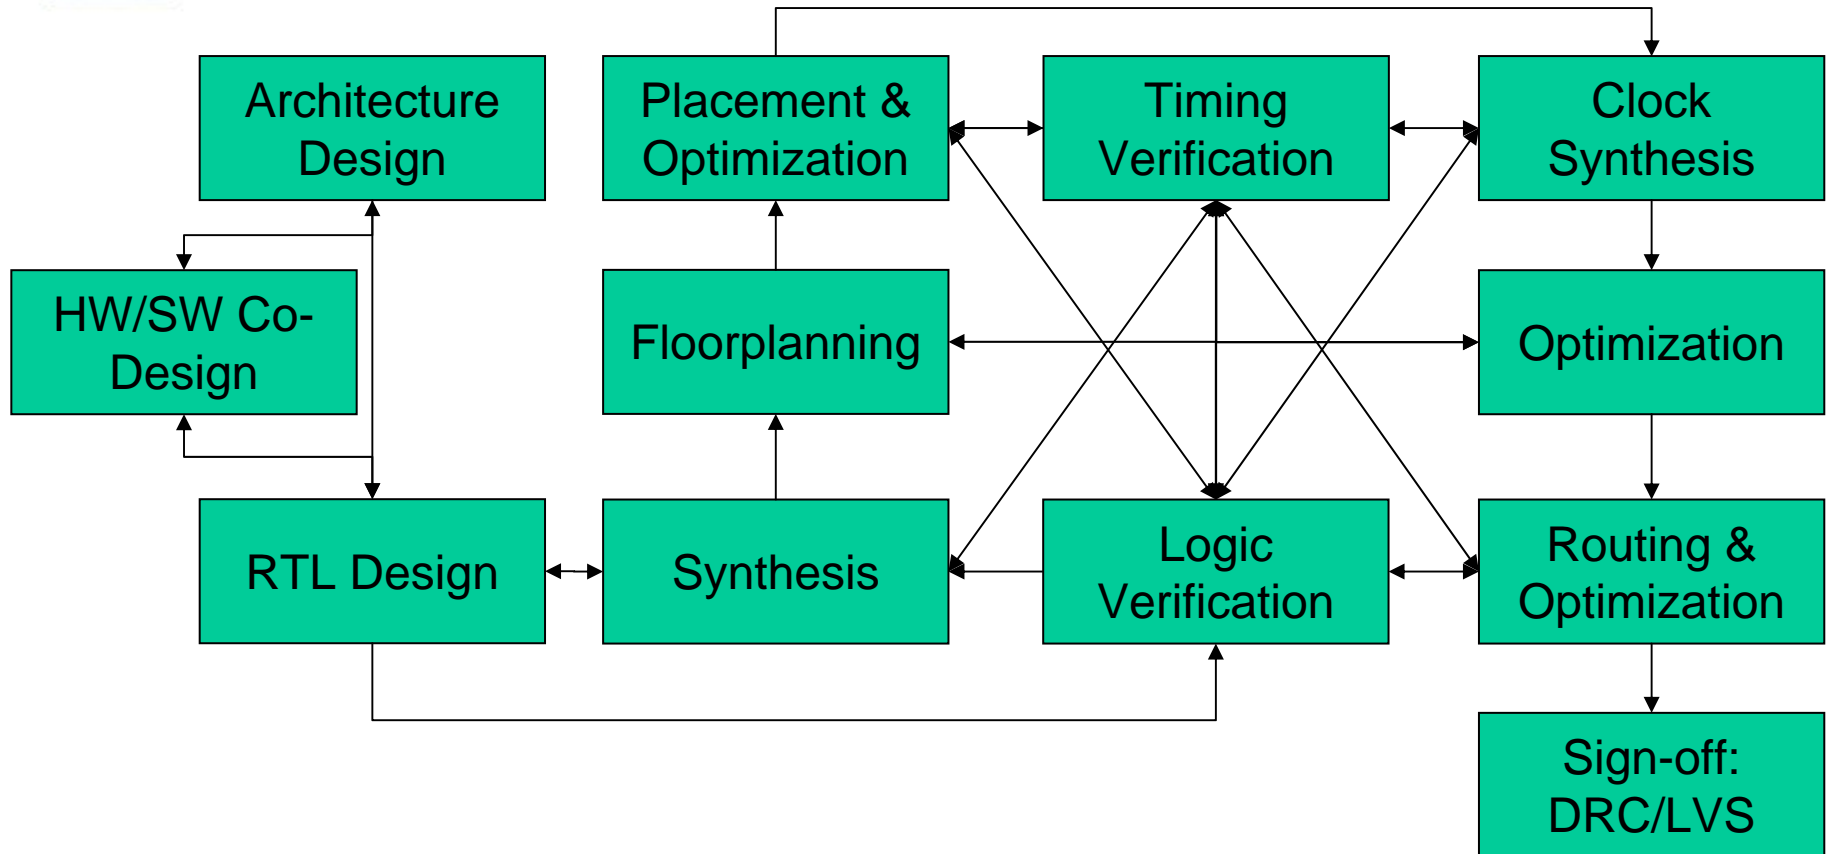 Architecture
Design
Placement &
Optimization
Timing
Verification
Clock
Synthesis
HW/SW Co-
Design
Floorplanning
Optimization
RTL Design
Synthesis
Logic
Verification
Routing &
Optimization
Sign-off:
DRC/LVS